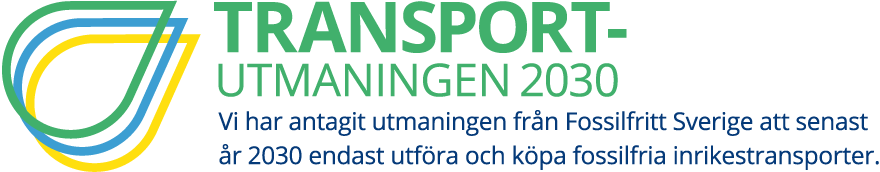 TRANSPORT-
UTMANINGEN 2030
Vi har antagit utmaningen från Fossilfritt Sverige att senast
år 2030 endast utföra och köpa fossilfria inrikestransporter.